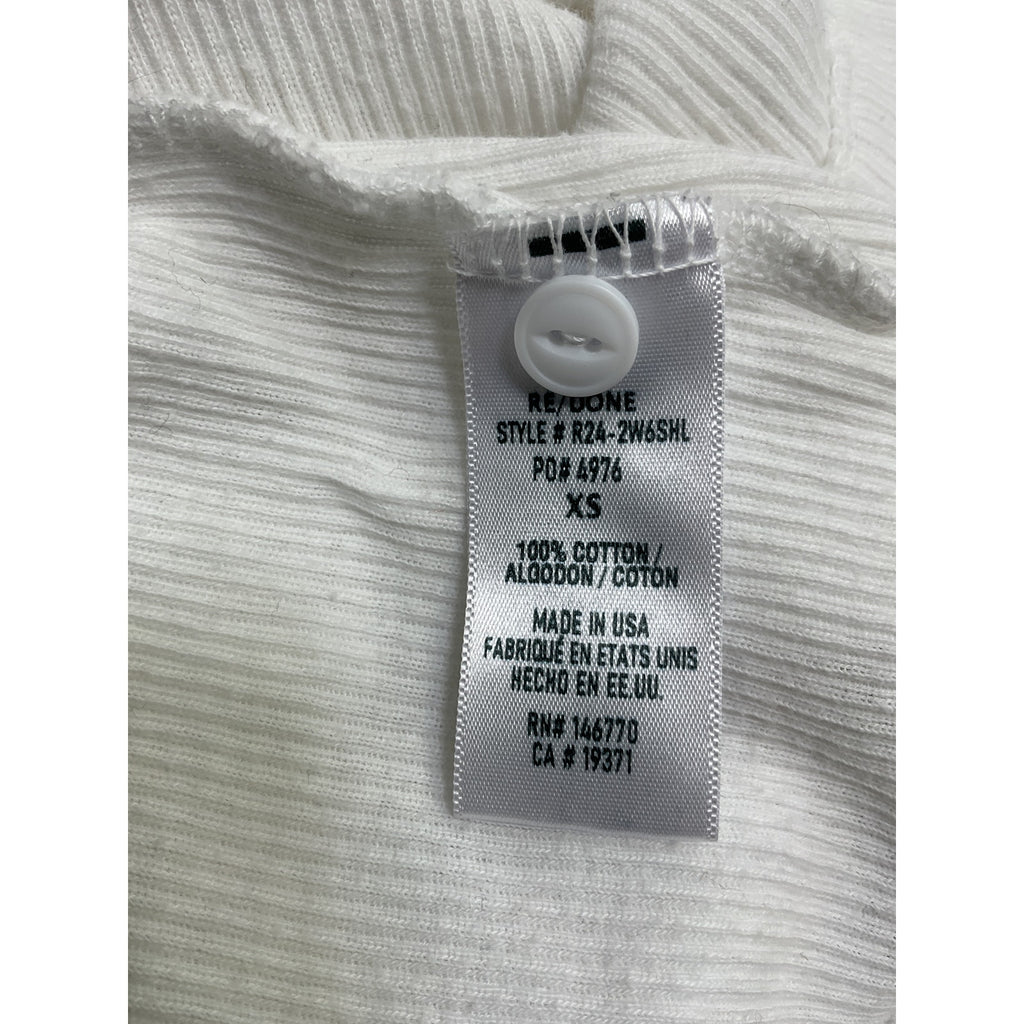 RE/DONE
STYLE # R24-2W6SHL
PO# 4976
XS
100% COTTON /
ALGODON / COTON
MADE IN USA
FABRIQUÉ EN ETATS UNIS
HECHO EN EE.UU.
RN# 146770
CA # 19371